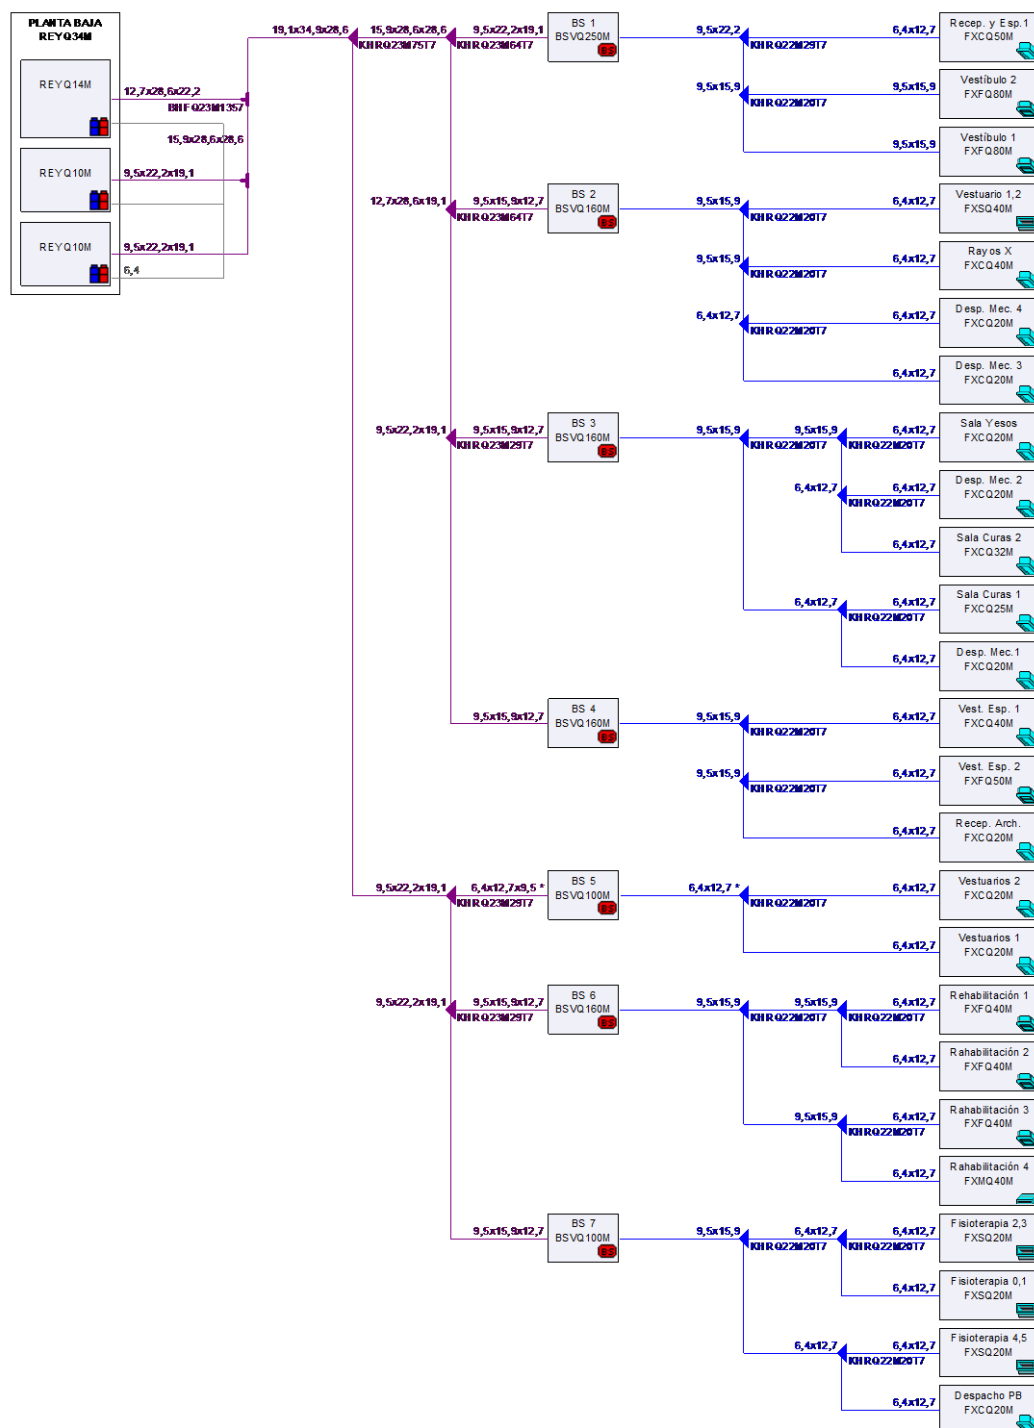 PLANTA BAJA
REYQ34M
REYQ14M
12,7x28,6x22,2
BHFQ23M1357
15,9x28,6x28,6
REYQ10M
9,5x22,2x19,1
REYQ10M
9,5x22,2x19,1
6,4
19,1x34,9x28,6
KHRQ23M75T7
15,9x28,6x28,6
KHRQ23M64T7
9,5x22,2x19,1
BS 1
BSVQ250M
BS
9,5x22,2
KHRQ22M29T7
6,4x12,7
Recep. y Esp.1
FXCQ50M
9,5x15,9
KHRQ22M20T7
9,5x15,9
Vestíbulo 2
FXFQ80M
9,5x15,9
Vestíbulo 1
FXFQ80M
12,7x28,6x19,1
KHRQ23M64T7
9,5x15,9x12,7
BS 2
BSVQ160M
BS
9,5x15,9
KHRQ22M20T7
6,4x12,7
Vestuario 1,2
FXSQ40M
9,5x15,9
KHRQ22M20T7
6,4x12,7
Rayos X
FXCQ40M
6,4x12,7
KHRQ22M20T7
6,4x12,7
Desp. Mec. 4
FXCQ20M
6,4x12,7
Desp. Mec. 3
FXCQ20M
9,5x22,2x19,1
KHRQ23M29T7
9,5x15,9x12,7
BS 3
BSVQ160M
BS
9,5x15,9
KHRQ22M20T7
9,5x15,9
KHRQ22M20T7
6,4x12,7
Sala Yesos
FXCQ20M
6,4x12,7
KHRQ22M20T7
6,4x12,7
Desp. Mec. 2
FXCQ20M
6,4x12,7
Sala Curas 2
FXCQ32M
6,4x12,7
KHRQ22M20T7
6,4x12,7
Sala Curas 1
FXCQ25M
6,4x12,7
Desp. Mec.1
FXCQ20M
9,5x15,9x12,7
BS 4
BSVQ160M
BS
9,5x15,9
KHRQ22M20T7
6,4x12,7
Vest. Esp. 1
FXCQ40M
9,5x15,9
KHRQ22M20T7
6,4x12,7
Vest. Esp. 2
FXFQ50M
6,4x12,7
Recep. Arch.
FXCQ20M
9,5x22,2x19,1
KHRQ23M29T7
6,4x12,7x9,5 *
BS 5
BSVQ100M
BS
6,4x12,7 *
KHRQ22M20T7
6,4x12,7
Vestuarios 2
FXCQ20M
6,4x12,7
Vestuarios 1
FXCQ20M
9,5x22,2x19,1
KHRQ23M29T7
9,5x15,9x12,7
BS 6
BSVQ160M
BS
9,5x15,9
KHRQ22M20T7
9,5x15,9
KHRQ22M20T7
6,4x12,7
Rehabilitación 1
FXFQ40M
6,4x12,7
Rahabilitación 2
FXFQ40M
9,5x15,9
KHRQ22M20T7
6,4x12,7
Rahabilitación 3
FXFQ40M
6,4x12,7
Rahabilitación 4
FXMQ40M
9,5x15,9x12,7
BS 7
BSVQ100M
BS
9,5x15,9
KHRQ22M20T7
6,4x12,7
KHRQ22M20T7
6,4x12,7
Fisioterapia 2,3
FXSQ20M
6,4x12,7
Fisioterapia 0,1
FXSQ20M
6,4x12,7
KHRQ22M20T7
6,4x12,7
Fisioterapia 4,5
FXSQ20M
6,4x12,7
Despacho PB
FXCQ20M